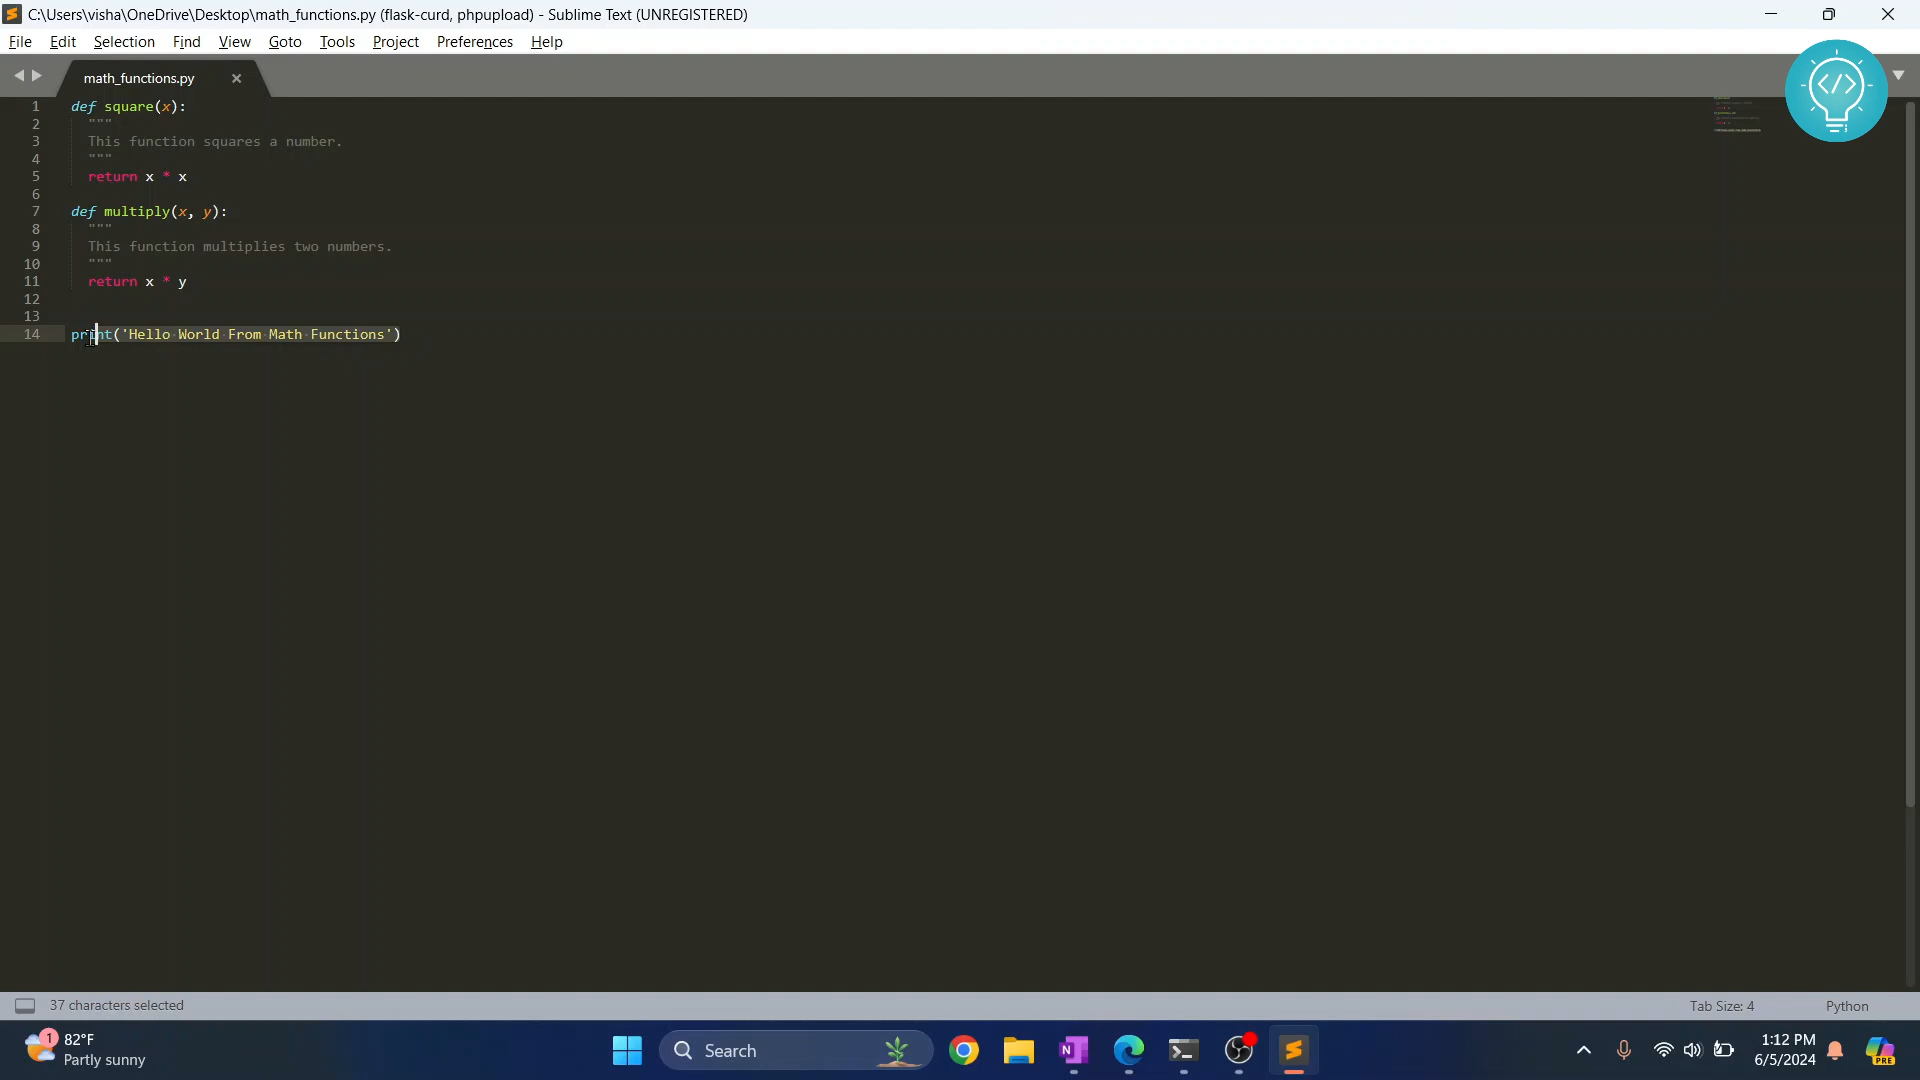 C:\Users\visha\OneDrive\Desktop\math_functions.py (flask-curd, phpupload) - Sublime Text (UNREGISTERED)
File Edit Selection Find View Goto Tools Project Preferences Help
math_functions.py
</>
1 def square(x):
2 """
3 This function squares a number.
4 """
5 return x * x
6
7 def multiply(x, y):
8 """
9 This function multiplies two numbers.
10 """
11 return x * y
12
13
14 print('Hello World From Math Functions')
37 characters selected Tab Size: 4 Python
1 82°F
Partly sunny
Search
1:12 PM
6/5/2024
PRE